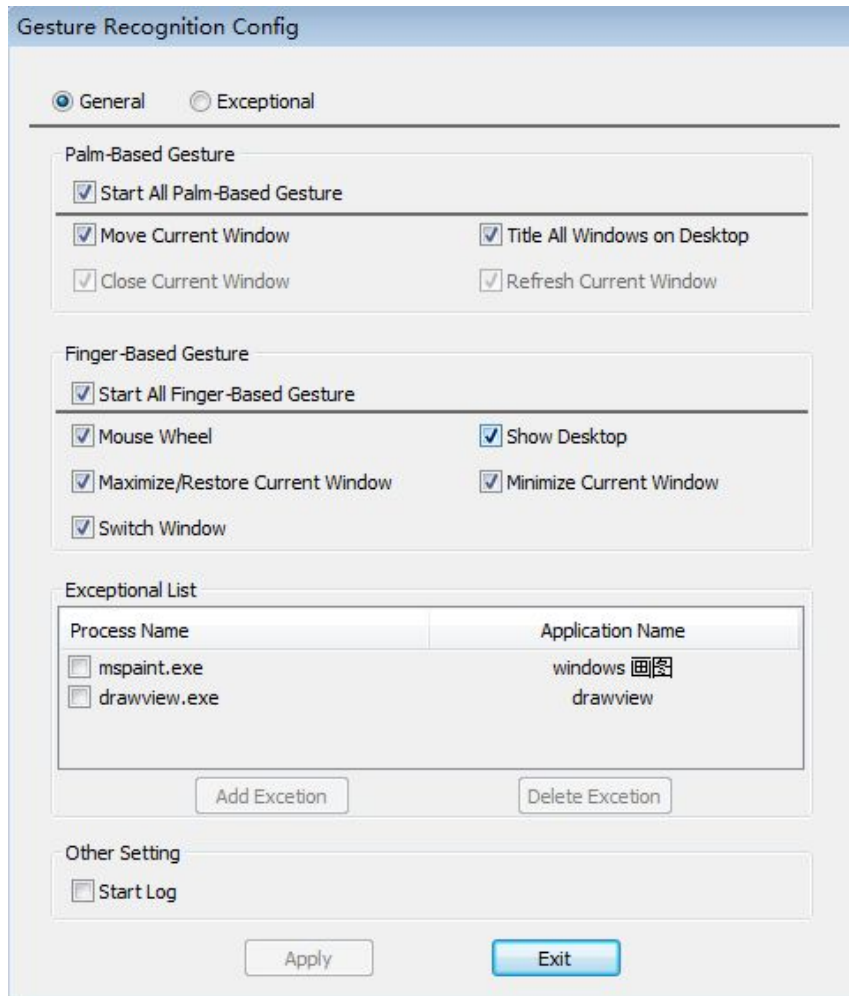 Gesture Recognition Config
General Exceptional
Palm-Based Gesture
Start All Palm-Based Gesture
Move Current Window Title All Windows on Desktop
Close Current Window Refresh Current Window
Finger-Based Gesture
Start All Finger-Based Gesture
Mouse Wheel Show Desktop
Maximize/Restore Current Window Minimize Current Window
Switch Window
Exceptional List
Process Name Application Name
mspaint.exe windows 画图
drawview.exe drawview
Add Excetion Delete Excetion
Other Setting
Start Log
Apply Exit